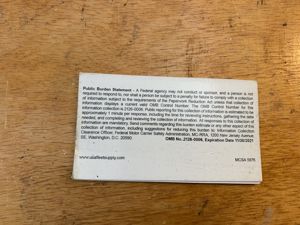 Public Burden Statement - A Federal agency may not conduct or sponsor, and a person is not
required to respond to, nor shall a person be subject to a penalty for failure to comply with a collection
of information subject to the requirements of the Paperwork Reduction Act unless that collection of
information displays a current valid OMB Control Number. The OMB Control Number for this
information collection is 2126-0006. Public reporting for this collection of information is estimated to be
approximately 1 minute per response, including the time for reviewing instructions, gathering the data
needed, and completing and reviewing the collection of information. All responses to this collection of
information are mandatory. Send comments regarding this burden estimate or any other aspect of this
collection of information, including suggestions for reducing this burden to: Information Collection
Clearance Officer, Federal Motor Carrier Safety Administration, MC-RRA, 1200 New Jersey Avenue
SE, Washington, D.C. 20590
OMB No. 2126-0006, Expiration Date 11/30/2021
www.usafleetsupply.com
MCSA 5876